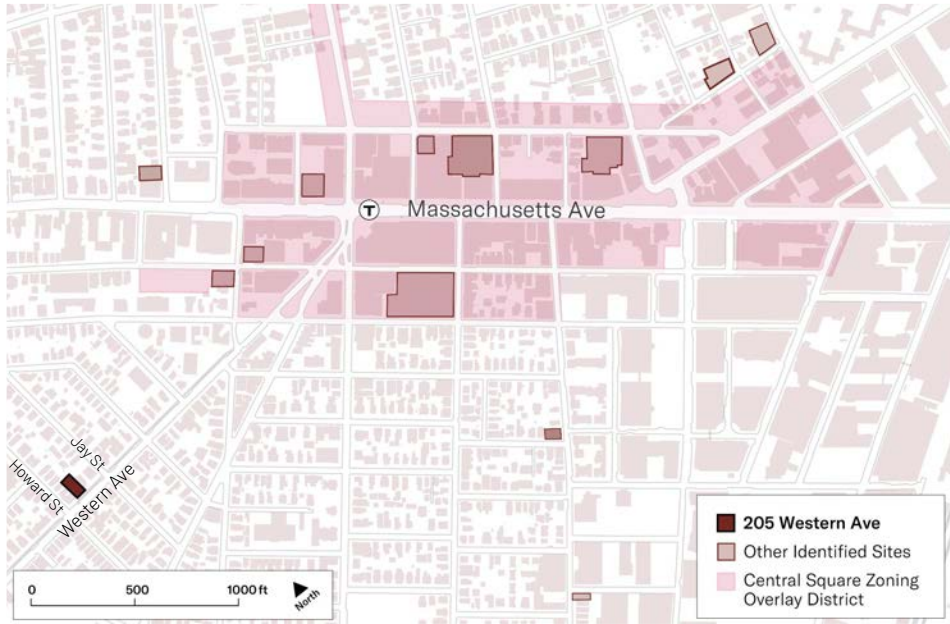 T Massachusetts Ave
Jay St
Howard St
Western Ave
205 Western Ave
Other Identified Sites
Central Square Zoning
Overlay District
0 500 1000 ft
North